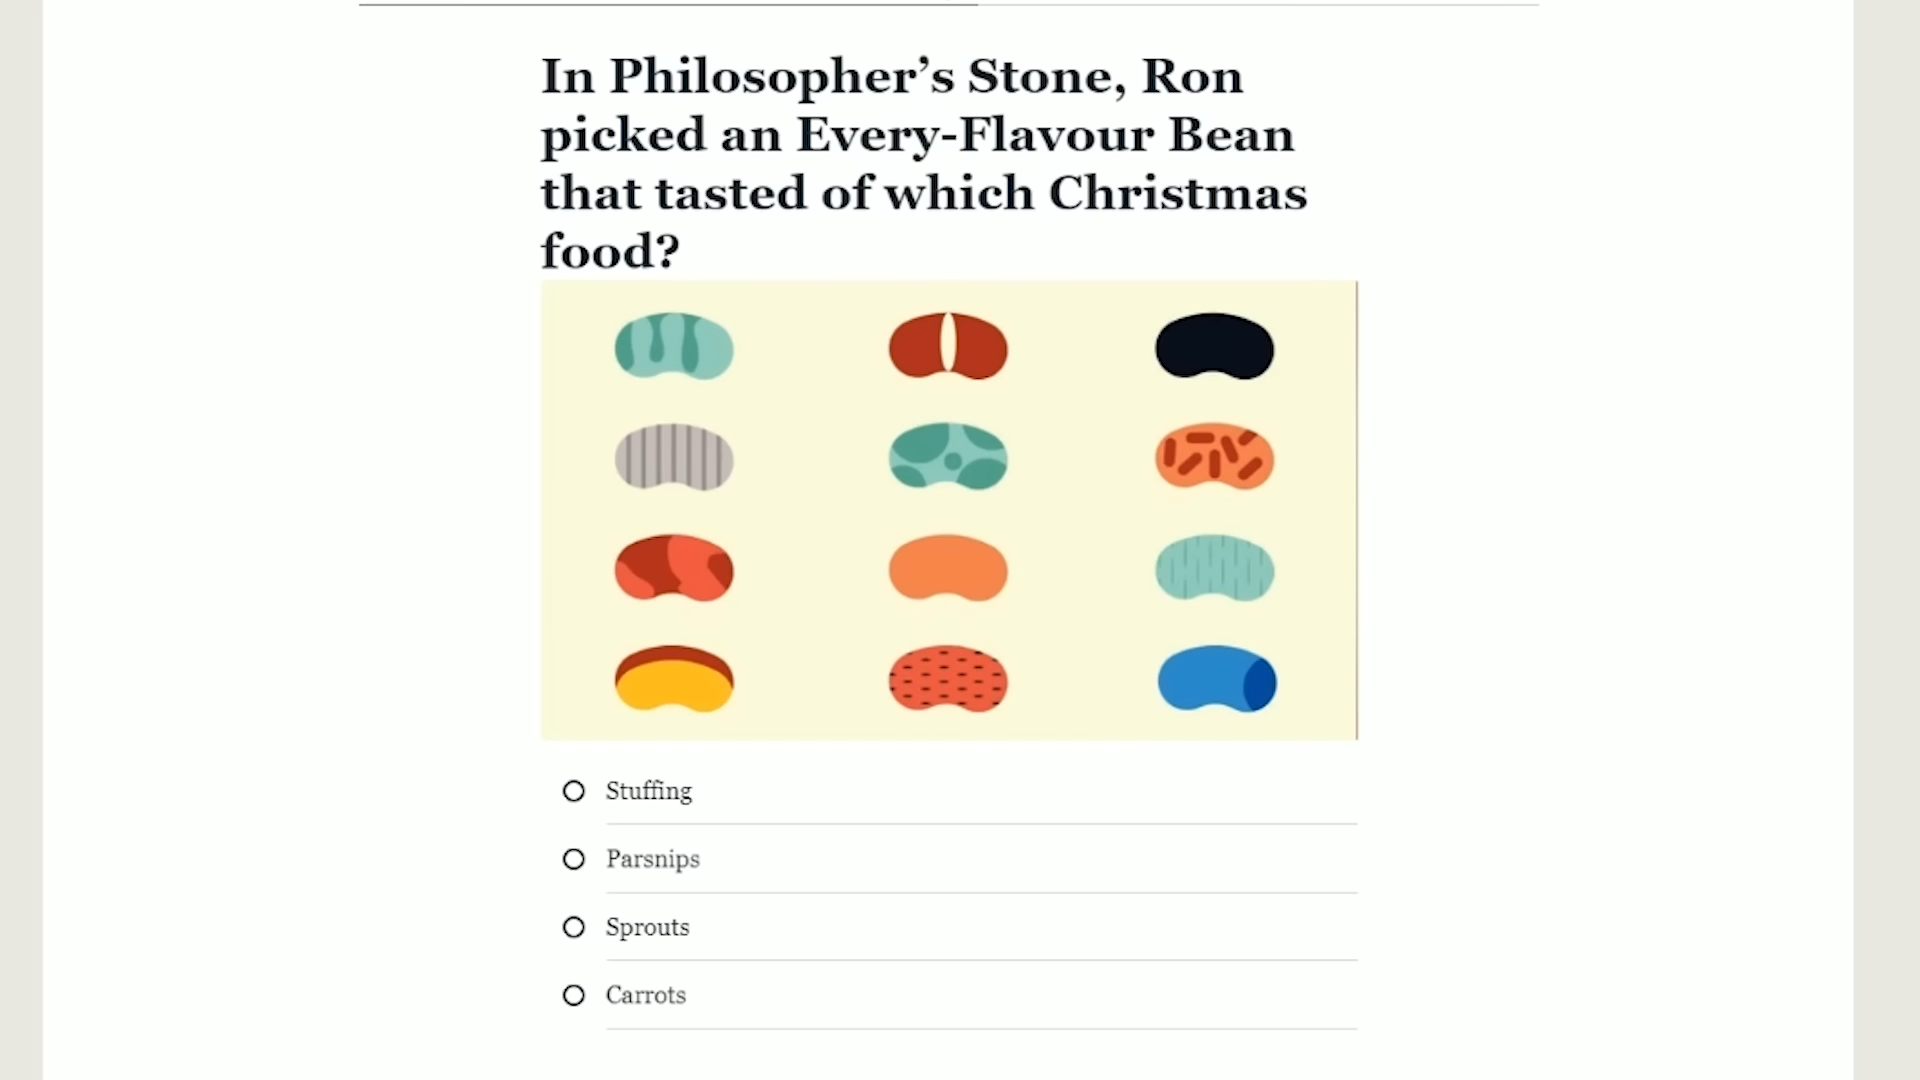 In Philosopher’s Stone, Ron
picked an Every-Flavour Bean
that tasted of which Christmas
food?
Stuffing
Parsnips
Sprouts
Carrots